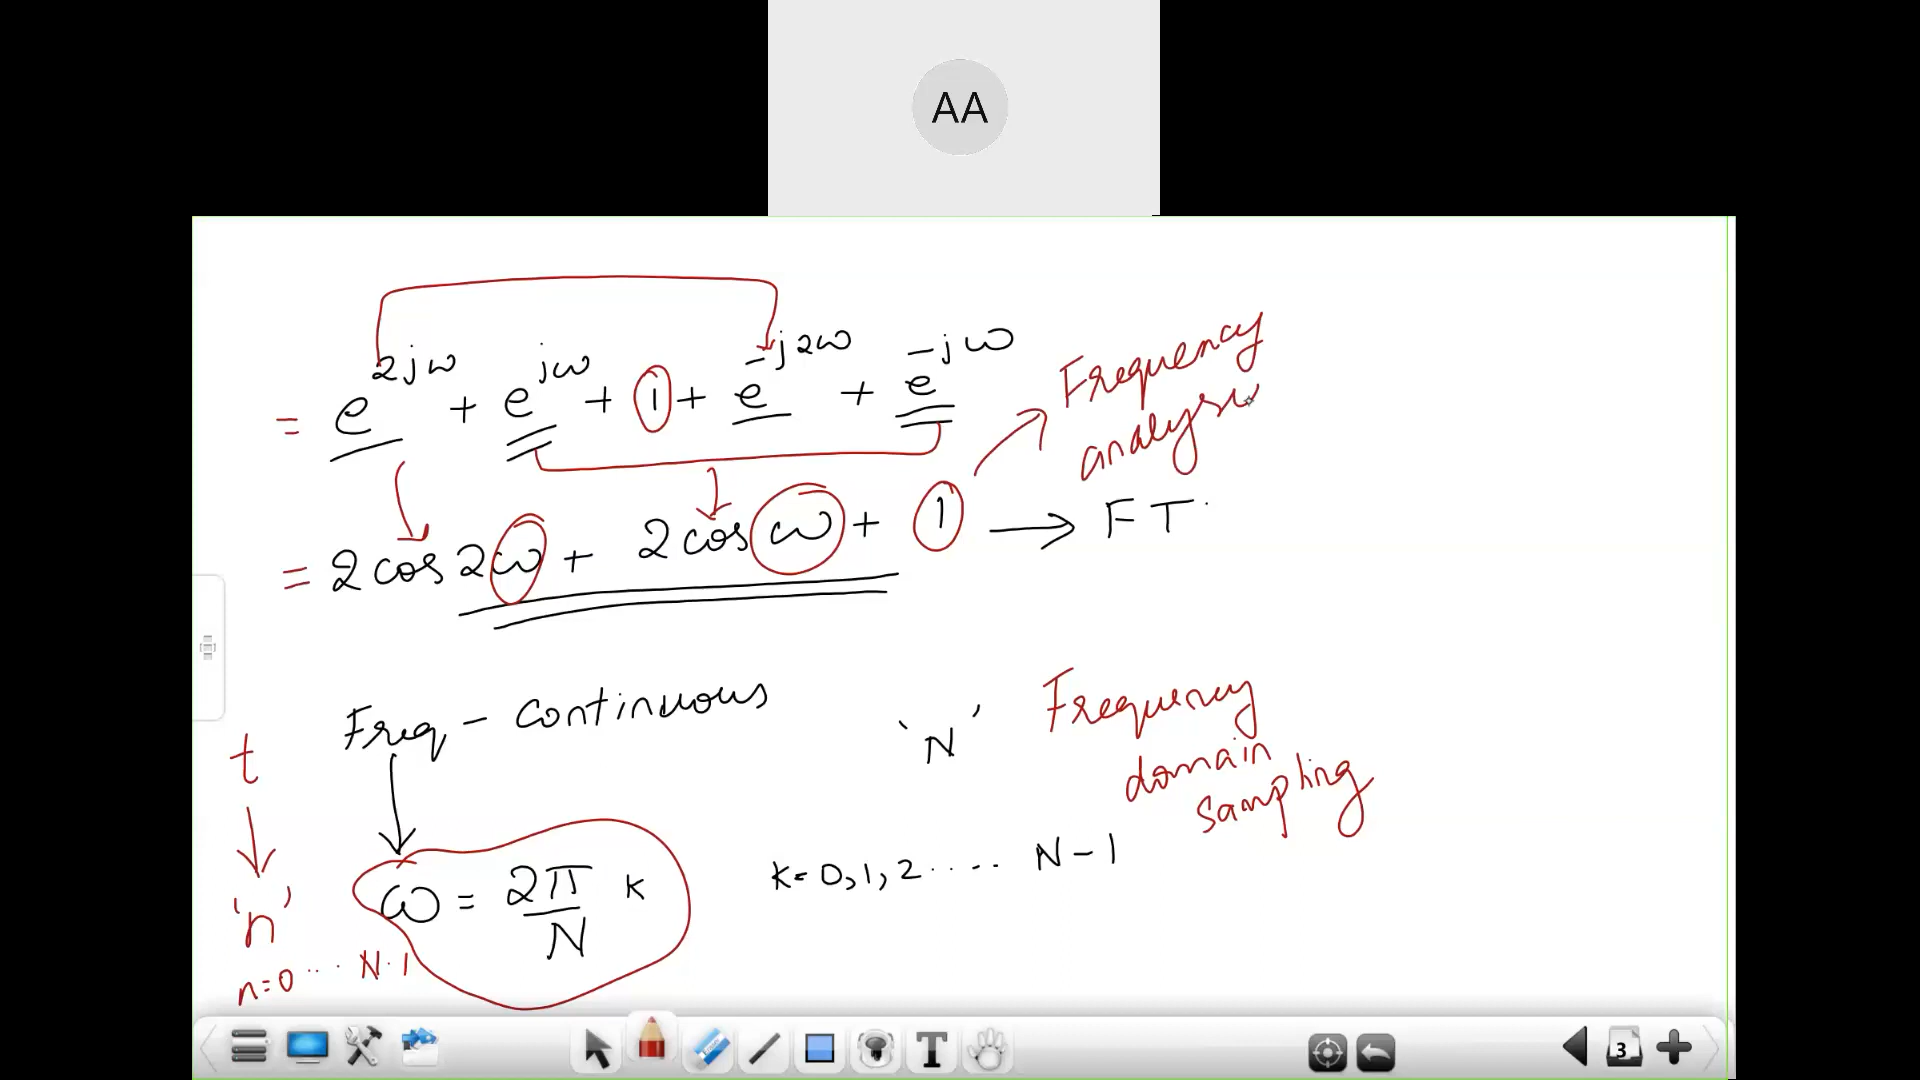 AA
= e^{2jω} + e^{jω} + 1 + e^{-j2ω} + e^{-jω}
Frequency
analysis
= 2 cos 2ω + 2 cos ω + 1 → FT
Freq - continuous
'N'
Frequency
domain
sampling
t
'n'
n=0 ... N-1
ω = 2π/N k
k=0,1,2.... N-1
T
3